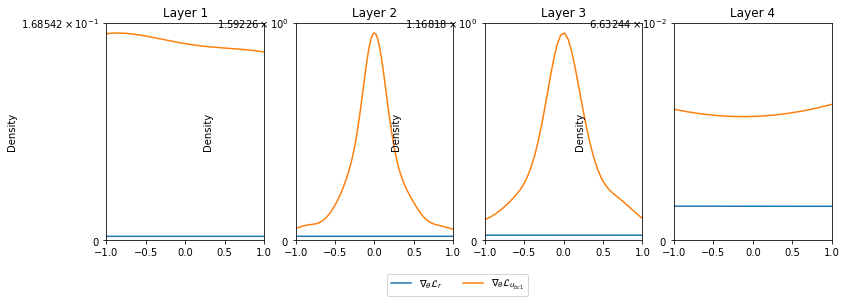 Layer 1
Layer 2
Layer 3
Layer 4
1.68542 × 10⁻¹
1.59226 × 10⁰
1.16818 × 10⁰
6.63244 × 10⁻²
Density
Density
Density
Density
0
0
0
0
−1.0 −0.5 0.0 0.5 1.0
−1.0 −0.5 0.0 0.5 1.0
−1.0 −0.5 0.0 0.5 1.0
−1.0 −0.5 0.0 0.5 1.0
∇θℒr
∇θℒu_bc1